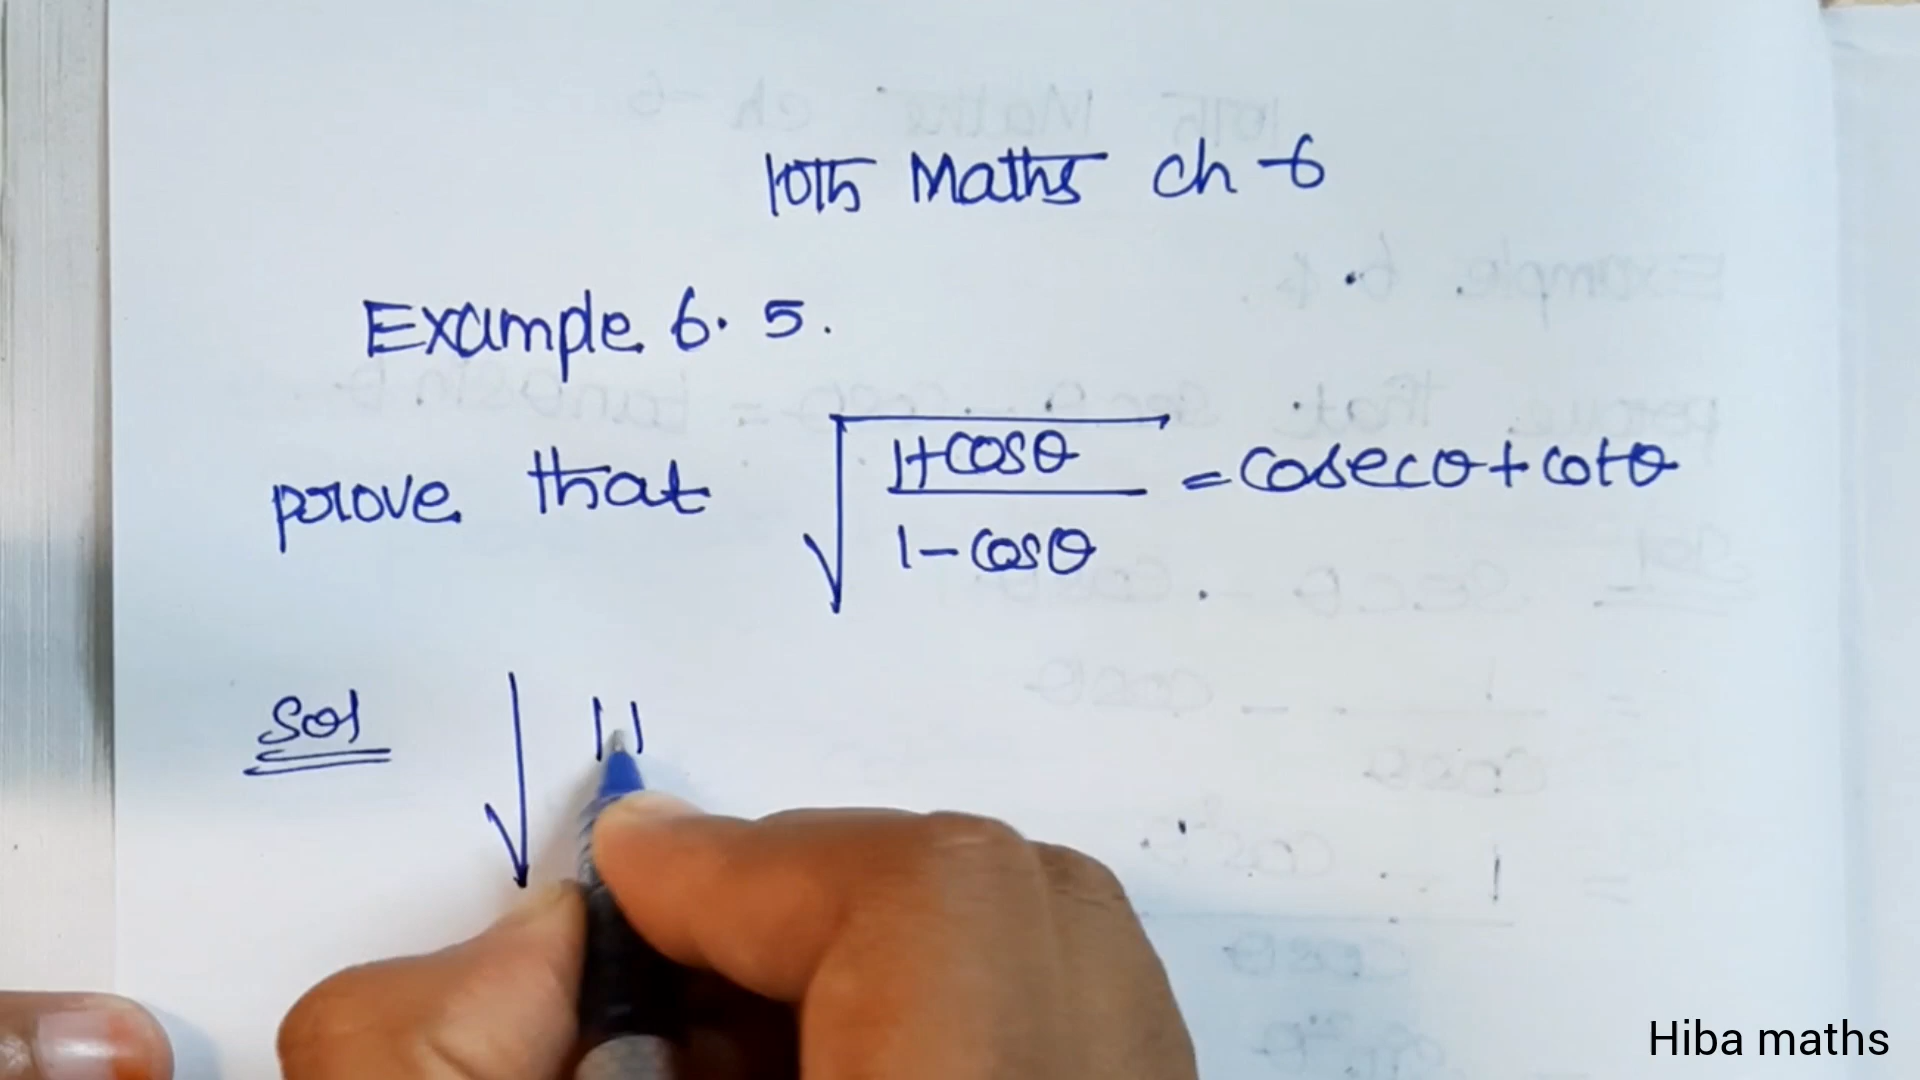 10th Maths ch-6
Example 6.5.
prove that √(1+cosθ / 1-cosθ) = cosecθ + cotθ
Sol
Hiba maths